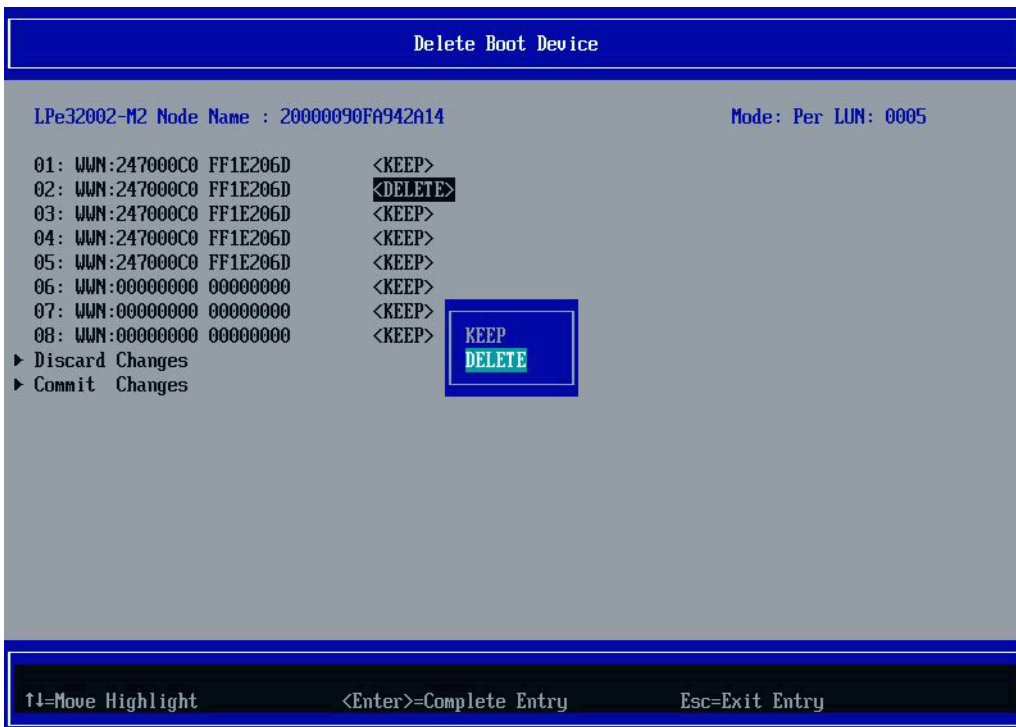 Delete Boot Device
LPe32002-M2 Node Name : 20000090FA942A14 Mode: Per LUN: 0005
01: WWN:247000C0 FF1E206D <KEEP>
02: WWN:247000C0 FF1E206D <DELETE>
03: WWN:247000C0 FF1E206D <KEEP>
04: WWN:247000C0 FF1E206D <KEEP>
05: WWN:247000C0 FF1E206D <KEEP>
06: WWN:00000000 00000000 <KEEP>
07: WWN:00000000 00000000 <KEEP>
08: WWN:00000000 00000000 <KEEP>
KEEP
DELETE
▶ Discard Changes
▶ Commit Changes
↑↓=Move Highlight <Enter>=Complete Entry Esc=Exit Entry